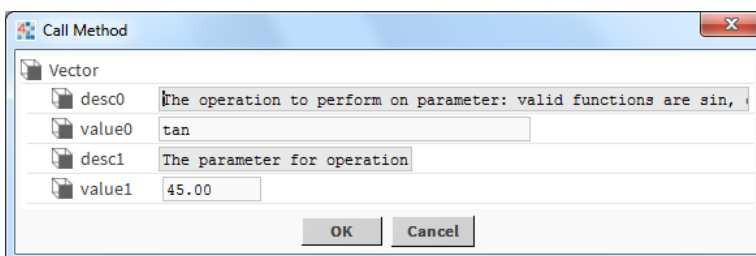 Call Method
Vector
desc0 The operation to perform on parameter: valid functions are sin,
value0 tan
desc1 The parameter for operation
value1 45.00
OK Cancel